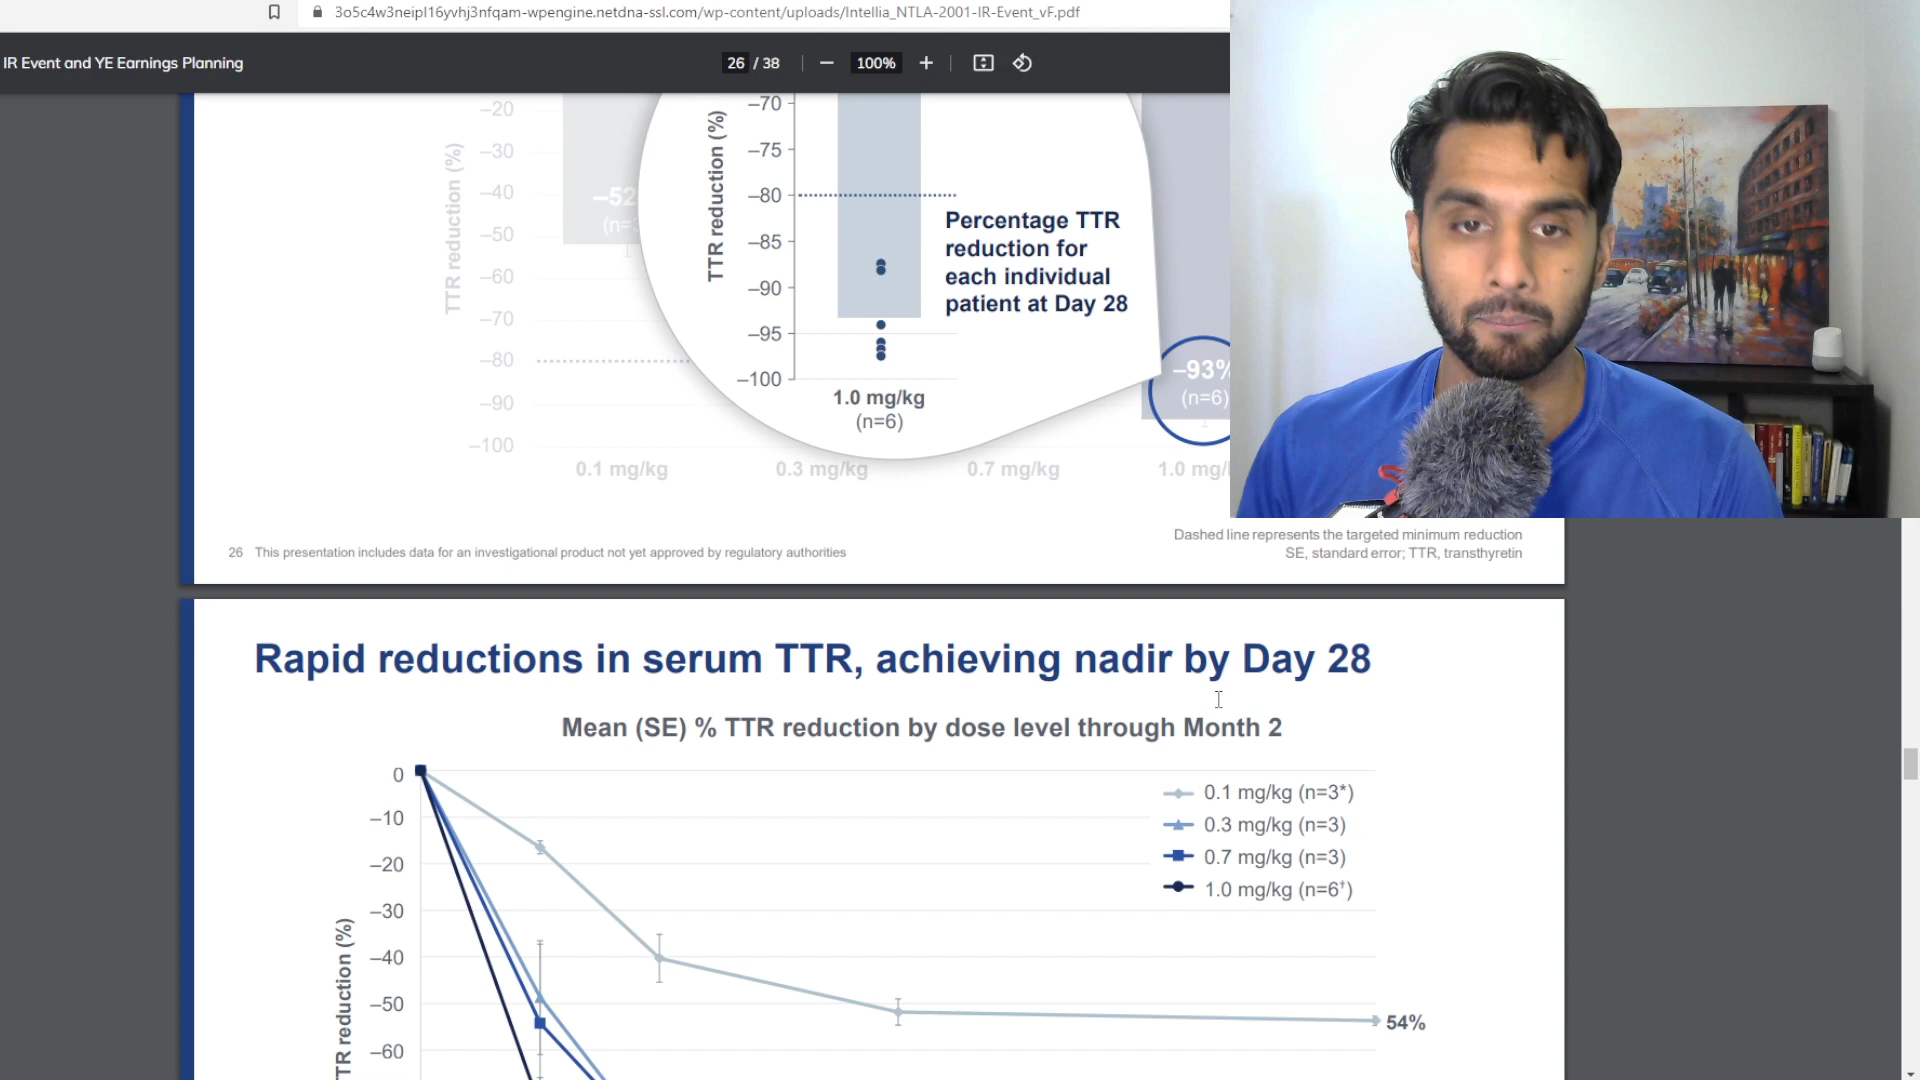 3o5c4w3neipl16yvhj3nfqam-wpengine.netdna-ssl.com/wp-content/uploads/Intellia_NTLA-2001-IR-Event_vF.pdf
IR Event and YE Earnings Planning
26 / 38
100%
TTR reduction (%)
–20
–30
–40
–50
–60
–70
–80
–90
–100
–52
(n=3
TTR reduction (%)
–70
–75
–80
–85
–90
–95
–100
Percentage TTR
reduction for
each individual
patient at Day 28
1.0 mg/kg
(n=6)
–93%
(n=6)
0.1 mg/kg
0.3 mg/kg
0.7 mg/kg
1.0 mg/
Dashed line represents the targeted minimum reduction
26 This presentation includes data for an investigational product not yet approved by regulatory authorities
SE, standard error; TTR, transthyretin
Rapid reductions in serum TTR, achieving nadir by Day 28
Mean (SE) % TTR reduction by dose level through Month 2
0
–10
–20
–30
–40
–50
–60
TTR reduction (%)
0.1 mg/kg (n=3*)
0.3 mg/kg (n=3)
0.7 mg/kg (n=3)
1.0 mg/kg (n=6†)
54%